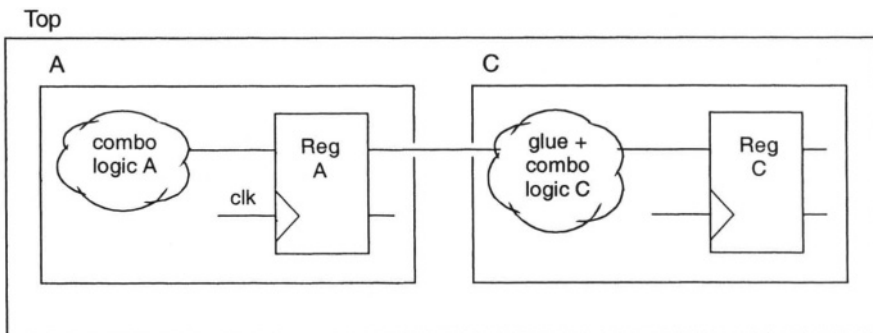 Top
A
C
combo
logic A
Reg
A
clk
glue +
combo
logic C
Reg
C